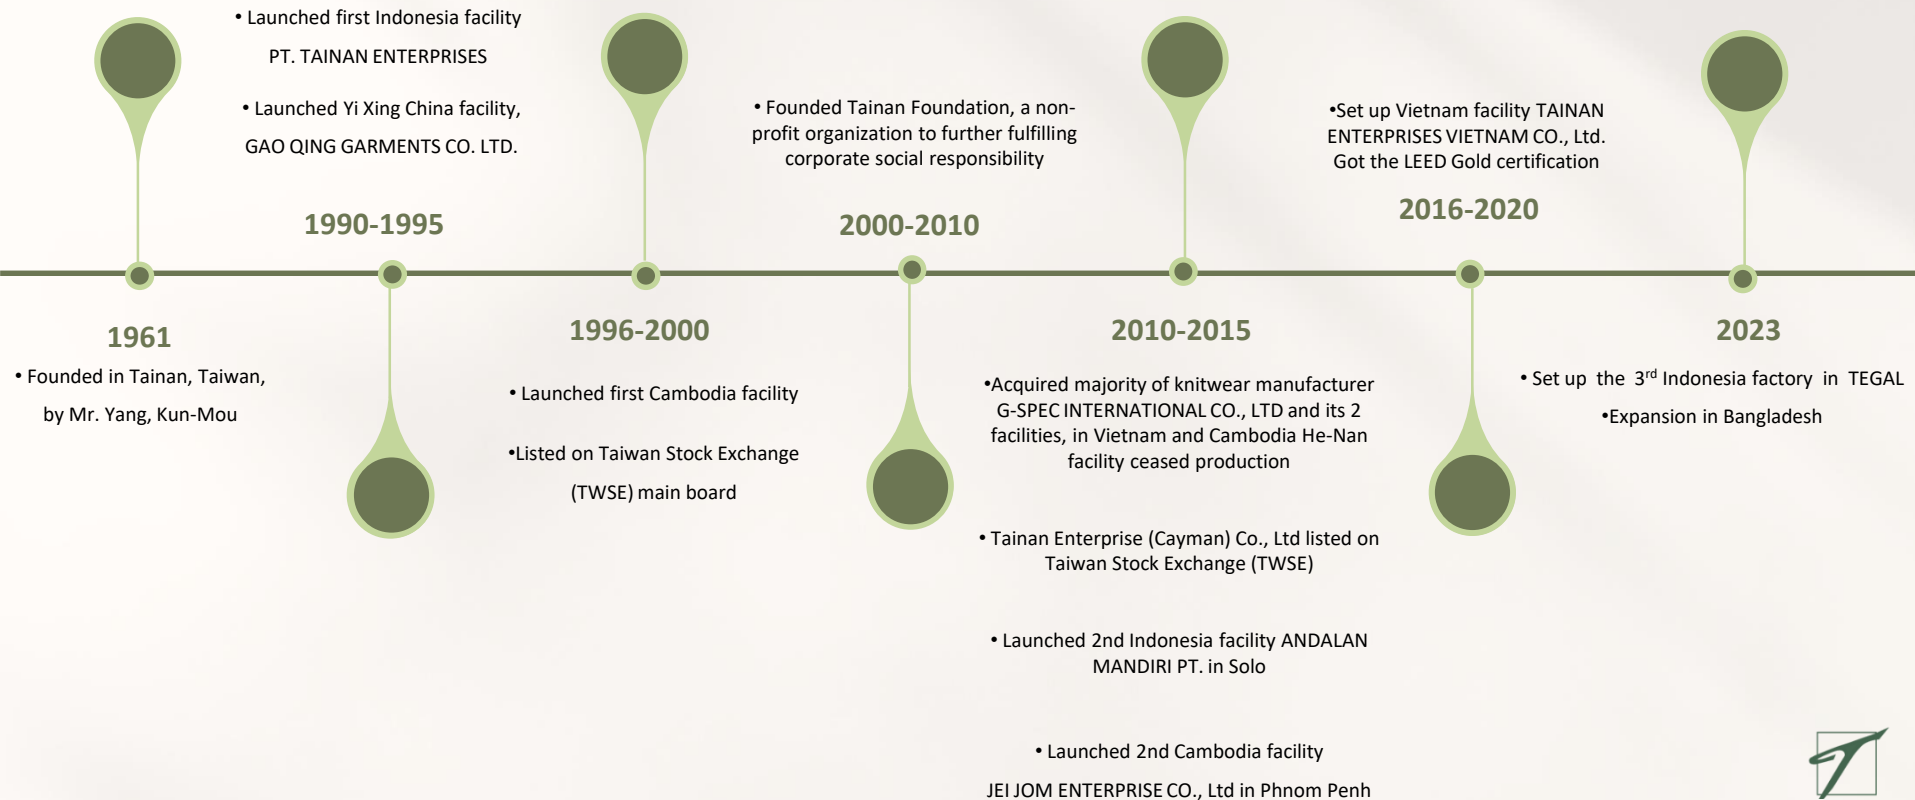 • Launched first Indonesia facility
PT. TAINAN ENTERPRISES
• Launched Yi Xing China facility,
GAO QING GARMENTS CO. LTD.
1990-1995
• Founded Tainan Foundation, a non-
profit organization to further fulfilling
corporate social responsibility
2000-2010
•Set up Vietnam facility TAINAN
ENTERPRISES VIETNAM CO., Ltd.
Got the LEED Gold certification
2016-2020
1961
• Founded in Tainan, Taiwan,
by Mr. Yang, Kun-Mou
1996-2000
• Launched first Cambodia facility
•Listed on Taiwan Stock Exchange
(TWSE) main board
2010-2015
•Acquired majority of knitwear manufacturer
G-SPEC INTERNATIONAL CO., LTD and its 2
facilities, in Vietnam and Cambodia He-Nan
facility ceased production
• Tainan Enterprise (Cayman) Co., Ltd listed on
Taiwan Stock Exchange (TWSE)
• Launched 2nd Indonesia facility ANDALAN
MANDIRI PT. in Solo
• Launched 2nd Cambodia facility
JEI JOM ENTERPRISE CO., Ltd in Phnom Penh
2023
• Set up the 3rd Indonesia factory in TEGAL
•Expansion in Bangladesh